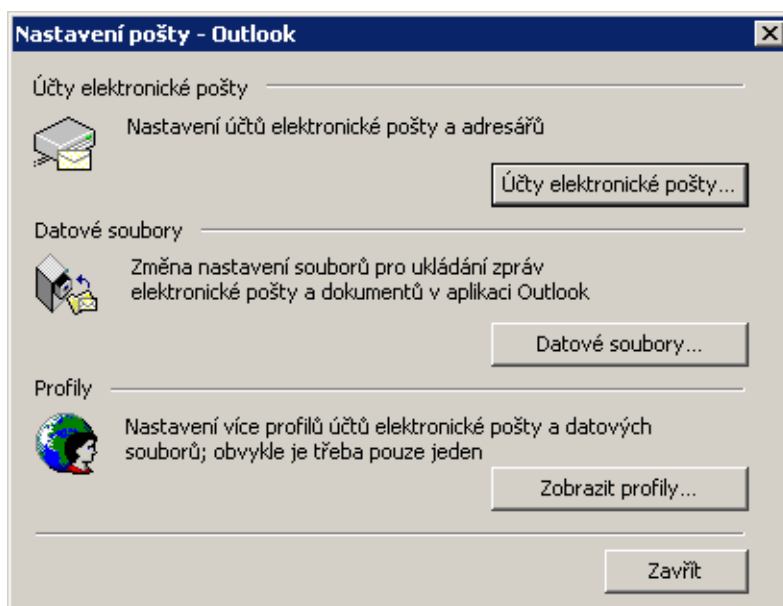 Nastavení pošty - Outlook
Účty elektronické pošty
Nastavení účtů elektronické pošty a adresářů
Účty elektronické pošty...
Datové soubory
Změna nastavení souborů pro ukládání zpráv
elektronické pošty a dokumentů v aplikaci Outlook
Datové soubory...
Profily
Nastavení více profilů účtů elektronické pošty a datových
souborů; obvykle je třeba pouze jeden
Zobrazit profily...
Zavřít